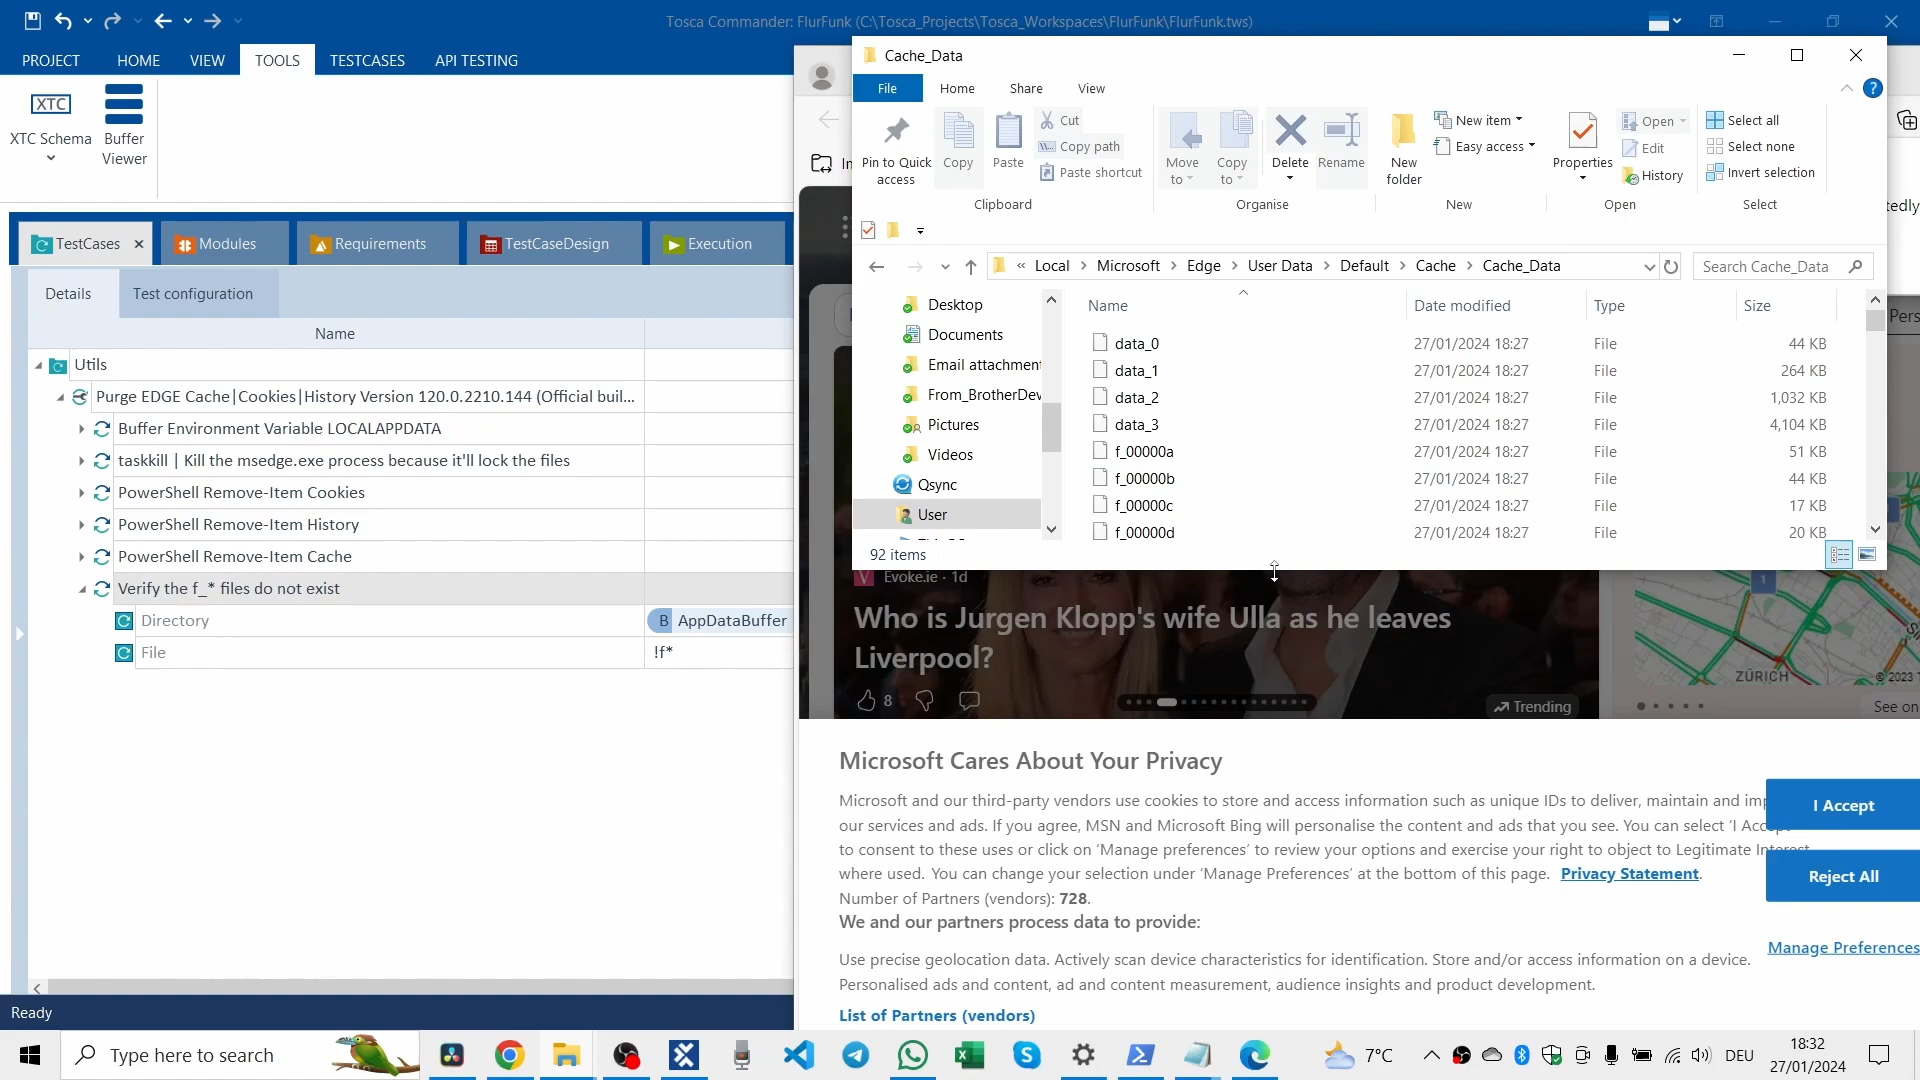 Tosca Commander: FlurFunk (C:\Tosca_Projects\Tosca_Workspaces\FlurFunk\FlurFunk.tws)
PROJECT HOME VIEW TOOLS TESTCASES API TESTING
XTC
XTC Schema
Buffer Viewer
TestCases Modules Requirements TestCaseDesign Execution
Details Test configuration
Name
Utils
Purge EDGE Cache|Cookies|History Version 120.0.2210.144 (Official buil...
Buffer Environment Variable LOCALAPPDATA
taskkill | Kill the msedge.exe process because it'll lock the files
PowerShell Remove-Item Cookies
PowerShell Remove-Item History
PowerShell Remove-Item Cache
Verify the f_* files do not exist
Directory B AppDataBuffer
File !f*
Ready
Cache_Data
File Home Share View
Pin to Quick access
Copy
Paste
Cut
Copy path
Paste shortcut
Clipboard
Move to
Copy to
Delete
Rename
Organise
New folder
New item
Easy access
New
Properties
Open
Edit
History
Open
Select all
Select none
Invert selection
Select
« Local Microsoft Edge User Data Default Cache Cache_Data
Search Cache_Data
Desktop
Documents
Email attachment
From_BrotherDev
Pictures
Videos
Qsync
User
Name Date modified Type Size
data_0 27/01/2024 18:27 File 44 KB
data_1 27/01/2024 18:27 File 264 KB
data_2 27/01/2024 18:27 File 1,032 KB
data_3 27/01/2024 18:27 File 4,104 KB
f_00000a 27/01/2024 18:27 File 51 KB
f_00000b 27/01/2024 18:27 File 44 KB
f_00000c 27/01/2024 18:27 File 17 KB
f_00000d 27/01/2024 18:27 File 20 KB
92 items
tedly
Pers
Evoke.ie · 1d
Who is Jurgen Klopp's wife Ulla as he leaves
Liverpool?
8
Trending
1
ZÜRICH
© 2023 T
See on
Microsoft Cares About Your Privacy
Microsoft and our third-party vendors use cookies to store and access information such as unique IDs to deliver, maintain and imp
our services and ads. If you agree, MSN and Microsoft Bing will personalise the content and ads that you see. You can select 'I Accept
to consent to these uses or click on 'Manage preferences' to review your options and exercise your right to object to Legitimate Interest
where used. You can change your selection under 'Manage Preferences' at the bottom of this page. Privacy Statement.
Number of Partners (vendors): 728.
We and our partners process data to provide:
Use precise geolocation data. Actively scan device characteristics for identification. Store and/or access information on a device.
Personalised ads and content, ad and content measurement, audience insights and product development.
List of Partners (vendors)
I Accept
Reject All
Manage Preferences
Type here to search
7°C
DEU
18:32
27/01/2024